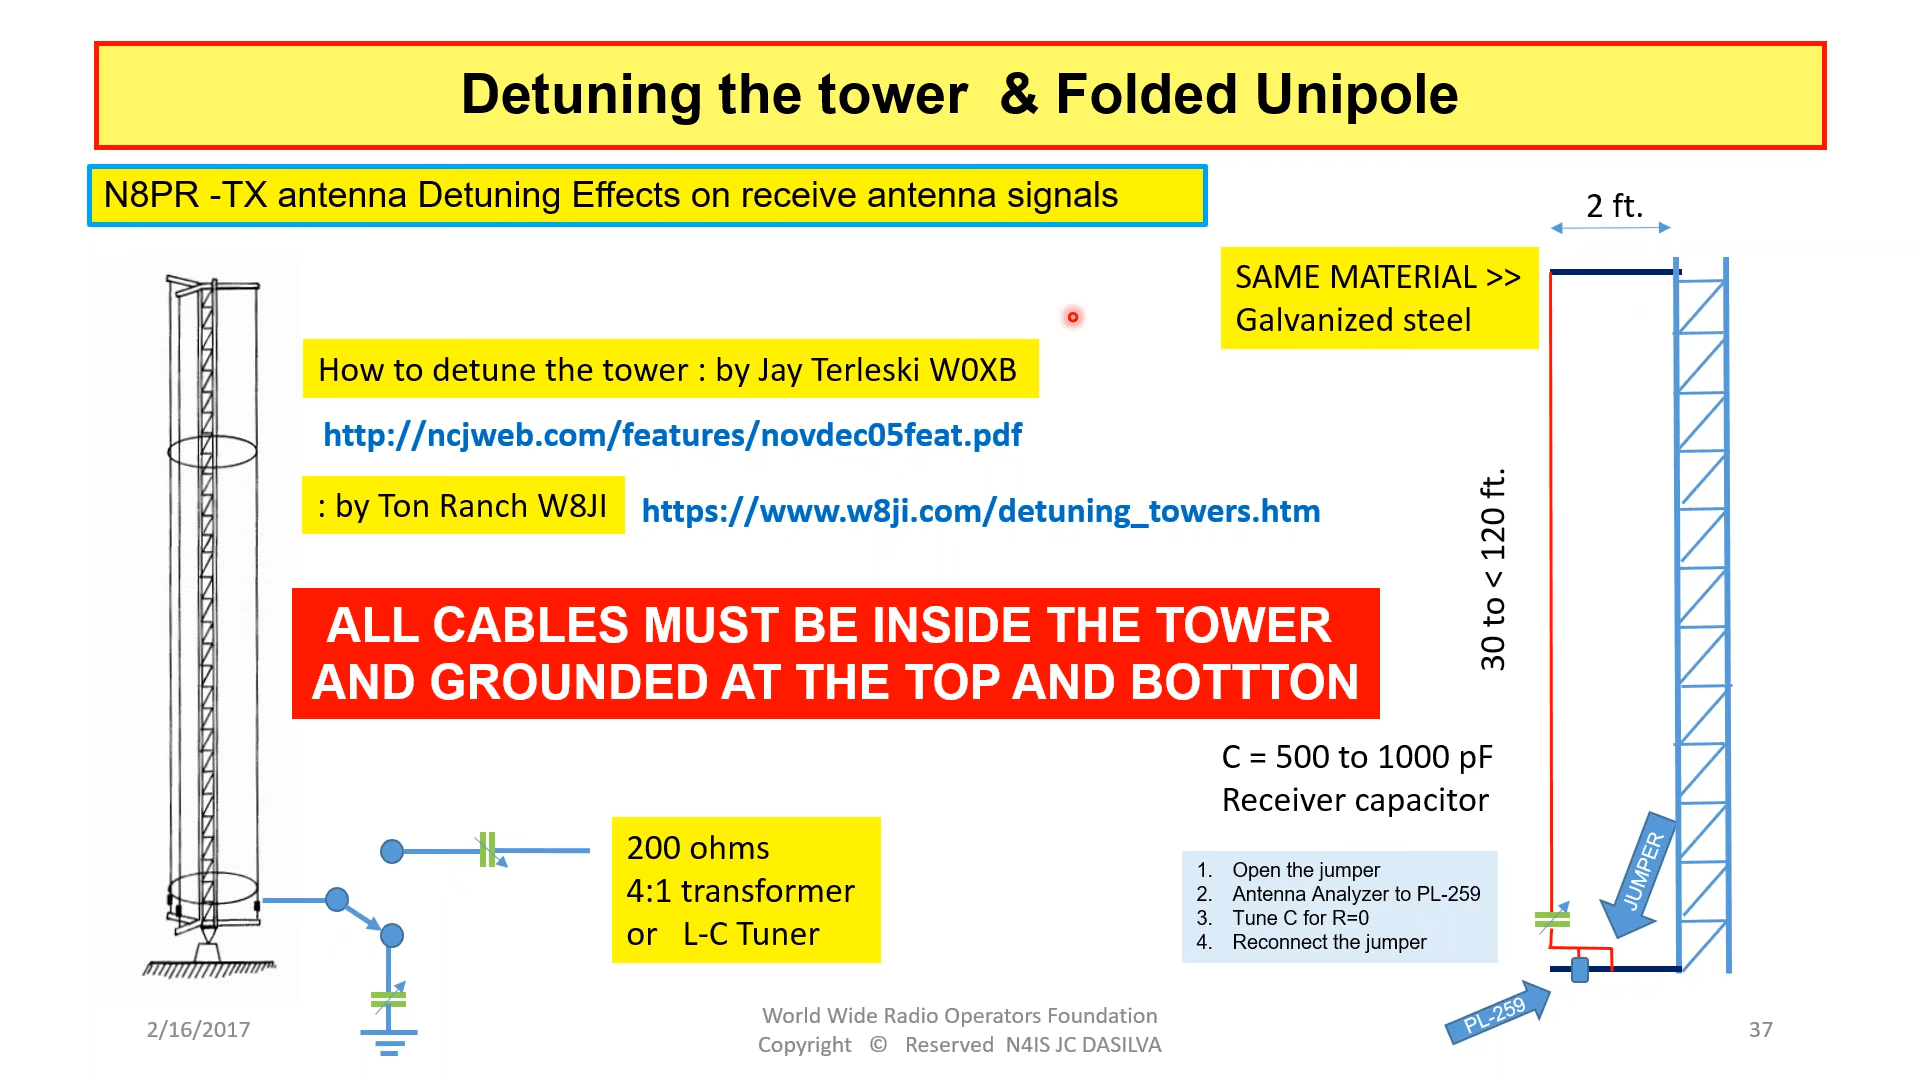 Detuning the tower & Folded Unipole
N8PR -TX antenna Detuning Effects on receive antenna signals
2 ft.
SAME MATERIAL >>
Galvanized steel
How to detune the tower : by Jay Terleski W0XB
http://ncjweb.com/features/novdec05feat.pdf
: by Ton Ranch W8JI
https://www.w8ji.com/detuning_towers.htm
30 to < 120 ft.
ALL CABLES MUST BE INSIDE THE TOWER
AND GROUNDED AT THE TOP AND BOTTTON
C = 500 to 1000 pF
Receiver capacitor
200 ohms
4:1 transformer
or L-C Tuner
JUMPER
1. Open the jumper
2. Antenna Analyzer to PL-259
3. Tune C for R=0
4. Reconnect the jumper
PL-259
2/16/2017
World Wide Radio Operators Foundation
Copyright © Reserved N4IS JC DASILVA
37